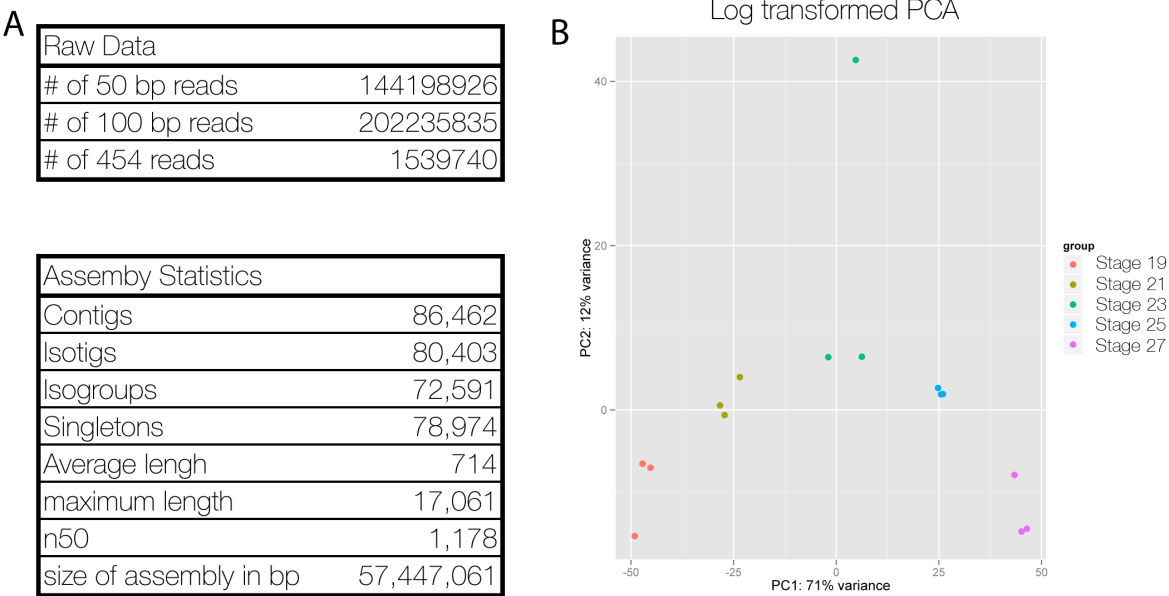 A
Raw Data
# of 50 bp reads 144198926
# of 100 bp reads 202235835
# of 454 reads 1539740
Assemby Statistics
Contigs 86,462
Isotigs 80,403
Isogroups 72,591
Singletons 78,974
Average lengh 714
maximum length 17,061
n50 1,178
size of assembly in bp 57,447,061
B
Log transformed PCA
40
20
0
PC2: 12% variance
-50 -25 0 25 50
PC1: 71% variance
group
Stage 19
Stage 21
Stage 23
Stage 25
Stage 27